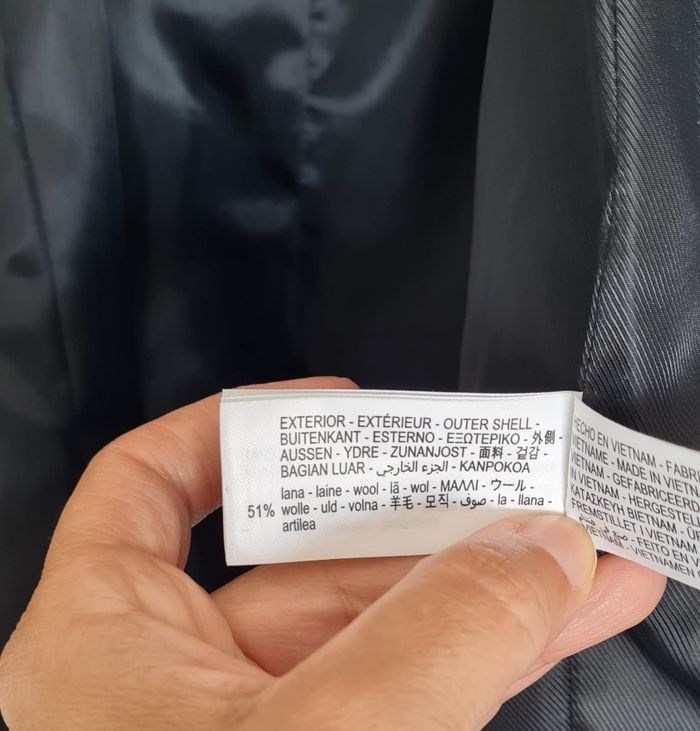 EXTERIOR - EXTÉRIEUR - OUTER SHELL -
BUITENKANT - ESTERNO - ΕΞΩΤΕΡΙΚΟ - 外側 -
AUSSEN - YDRE - ZUNANJOST - 面料 - 겉감 -
BAGIAN LUAR - الجزء الخارجي - KANPOKOA
lana - laine - wool - lã - wol - ΜΑΛΛΙ - ウール -
51% wolle - uld - volna - 羊毛 - 모직 - صوف - la - llana -
artilea
HECHO EN VIETNAM - FABRI
VIETNAME - MADE IN VIETN
VIETNAM - GEFABRICEERD
IN VIETNAM - HERGESTE
ΚΑΤΑΣΚΕΥΗ ΒΙΕΤΝΑΜ -
FREMSTILLET I VIETNAM
- FEITO EN VI
VIETNAM - VIETNAMEN